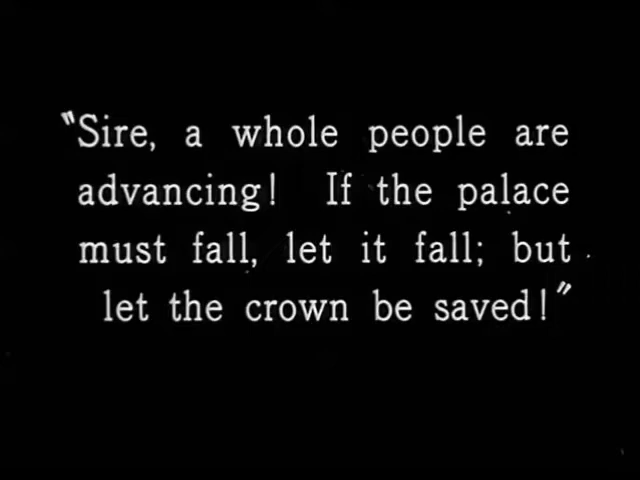 "Sire, a whole people are
advancing! If the palace
must fall, let it fall; but
let the crown be saved!"